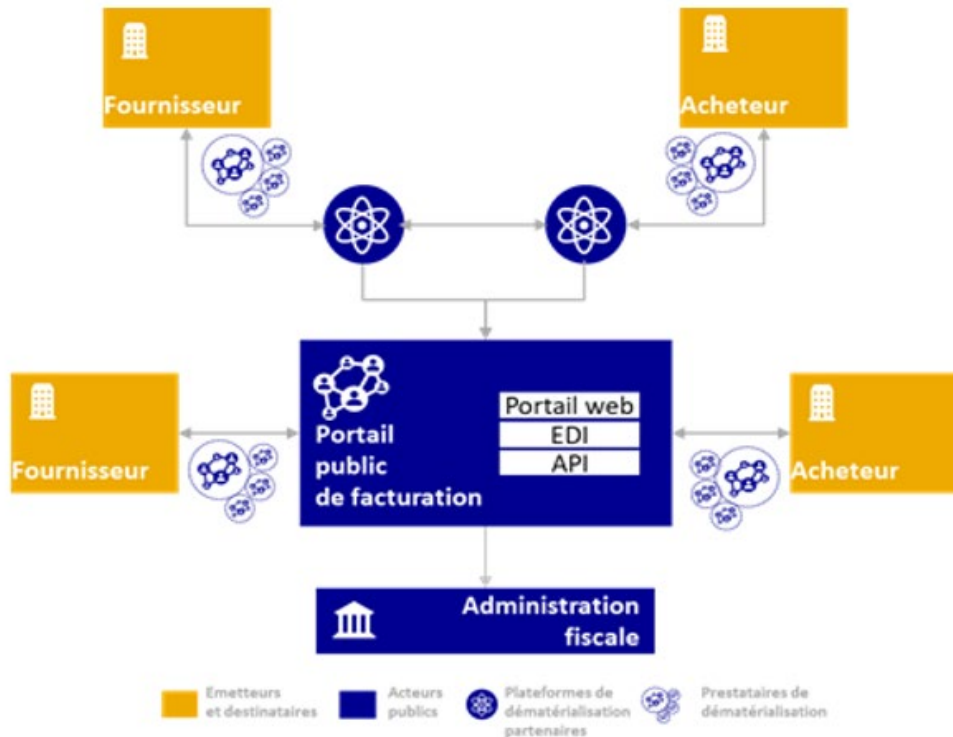 Fournisseur
Acheteur
Fournisseur
Portail
public
de facturation
Portail web
EDI
API
Acheteur
Administration
fiscale
Emetteurs
et destinataires
Acteurs
publics
Plateformes de
dématérialisation
partenaires
Prestataires de
dématérialisation